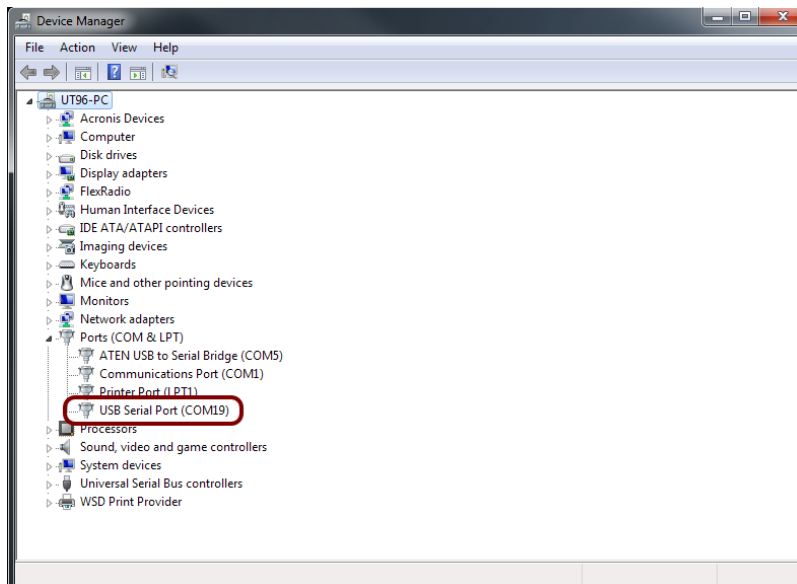 Device Manager
File Action View Help
UT96-PC
Acronis Devices
Computer
Disk drives
Display adapters
FlexRadio
Human Interface Devices
IDE ATA/ATAPI controllers
Imaging devices
Keyboards
Mice and other pointing devices
Monitors
Network adapters
Ports (COM & LPT)
ATEN USB to Serial Bridge (COM5)
Communications Port (COM1)
Printer Port (LPT1)
USB Serial Port (COM19)
Processors
Sound, video and game controllers
System devices
Universal Serial Bus controllers
WSD Print Provider